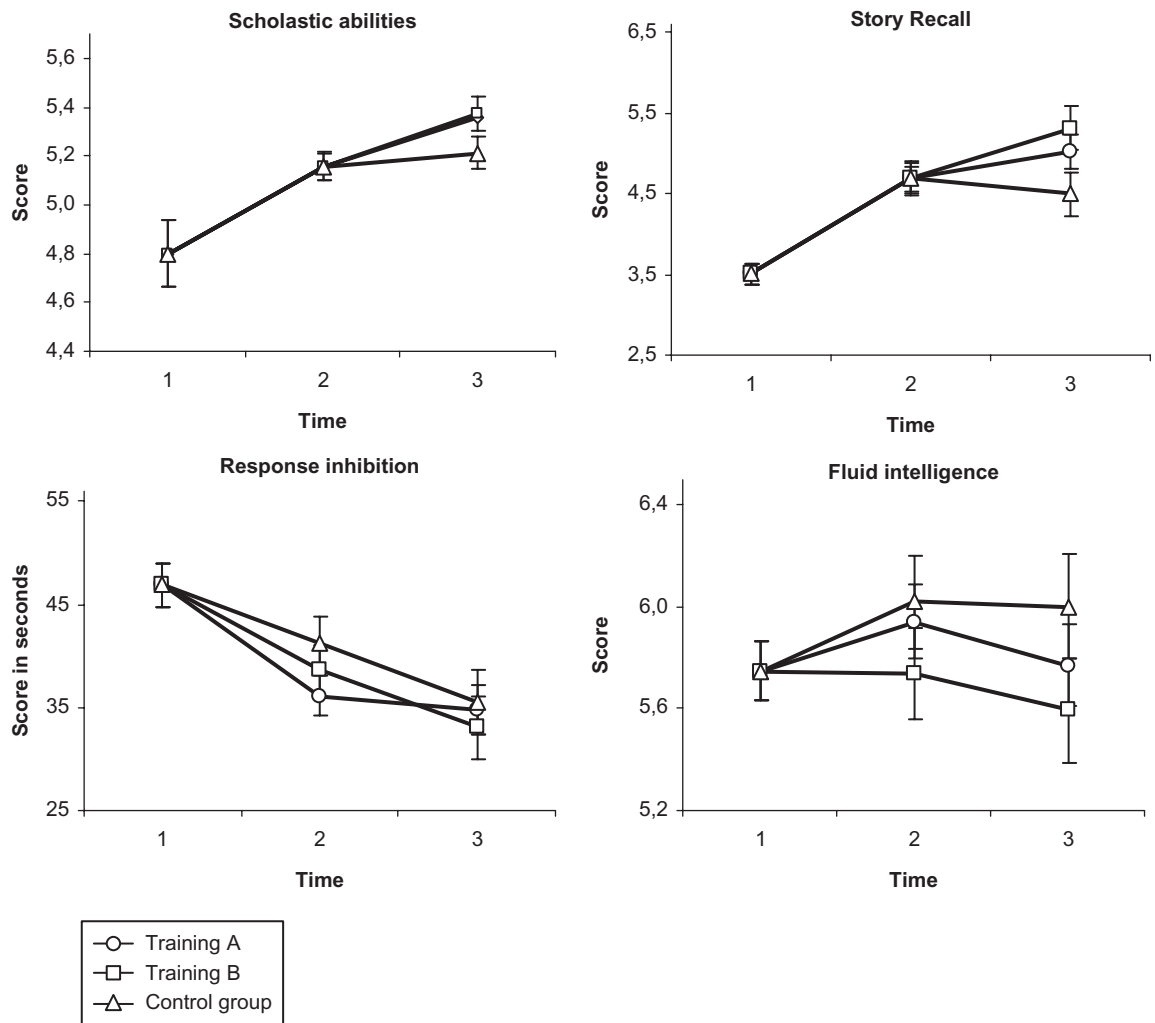 Scholastic abilities
5,6
5,4
5,2
5,0
4,8
4,6
4,4
Score
1 2 3
Time
Story Recall
6,5
5,5
4,5
3,5
2,5
Score
1 2 3
Time
Response inhibition
55
45
35
25
Score in seconds
1 2 3
Time
Fluid intelligence
6,4
6,0
5,6
5,2
Score
1 2 3
Time
Training A
Training B
Control group